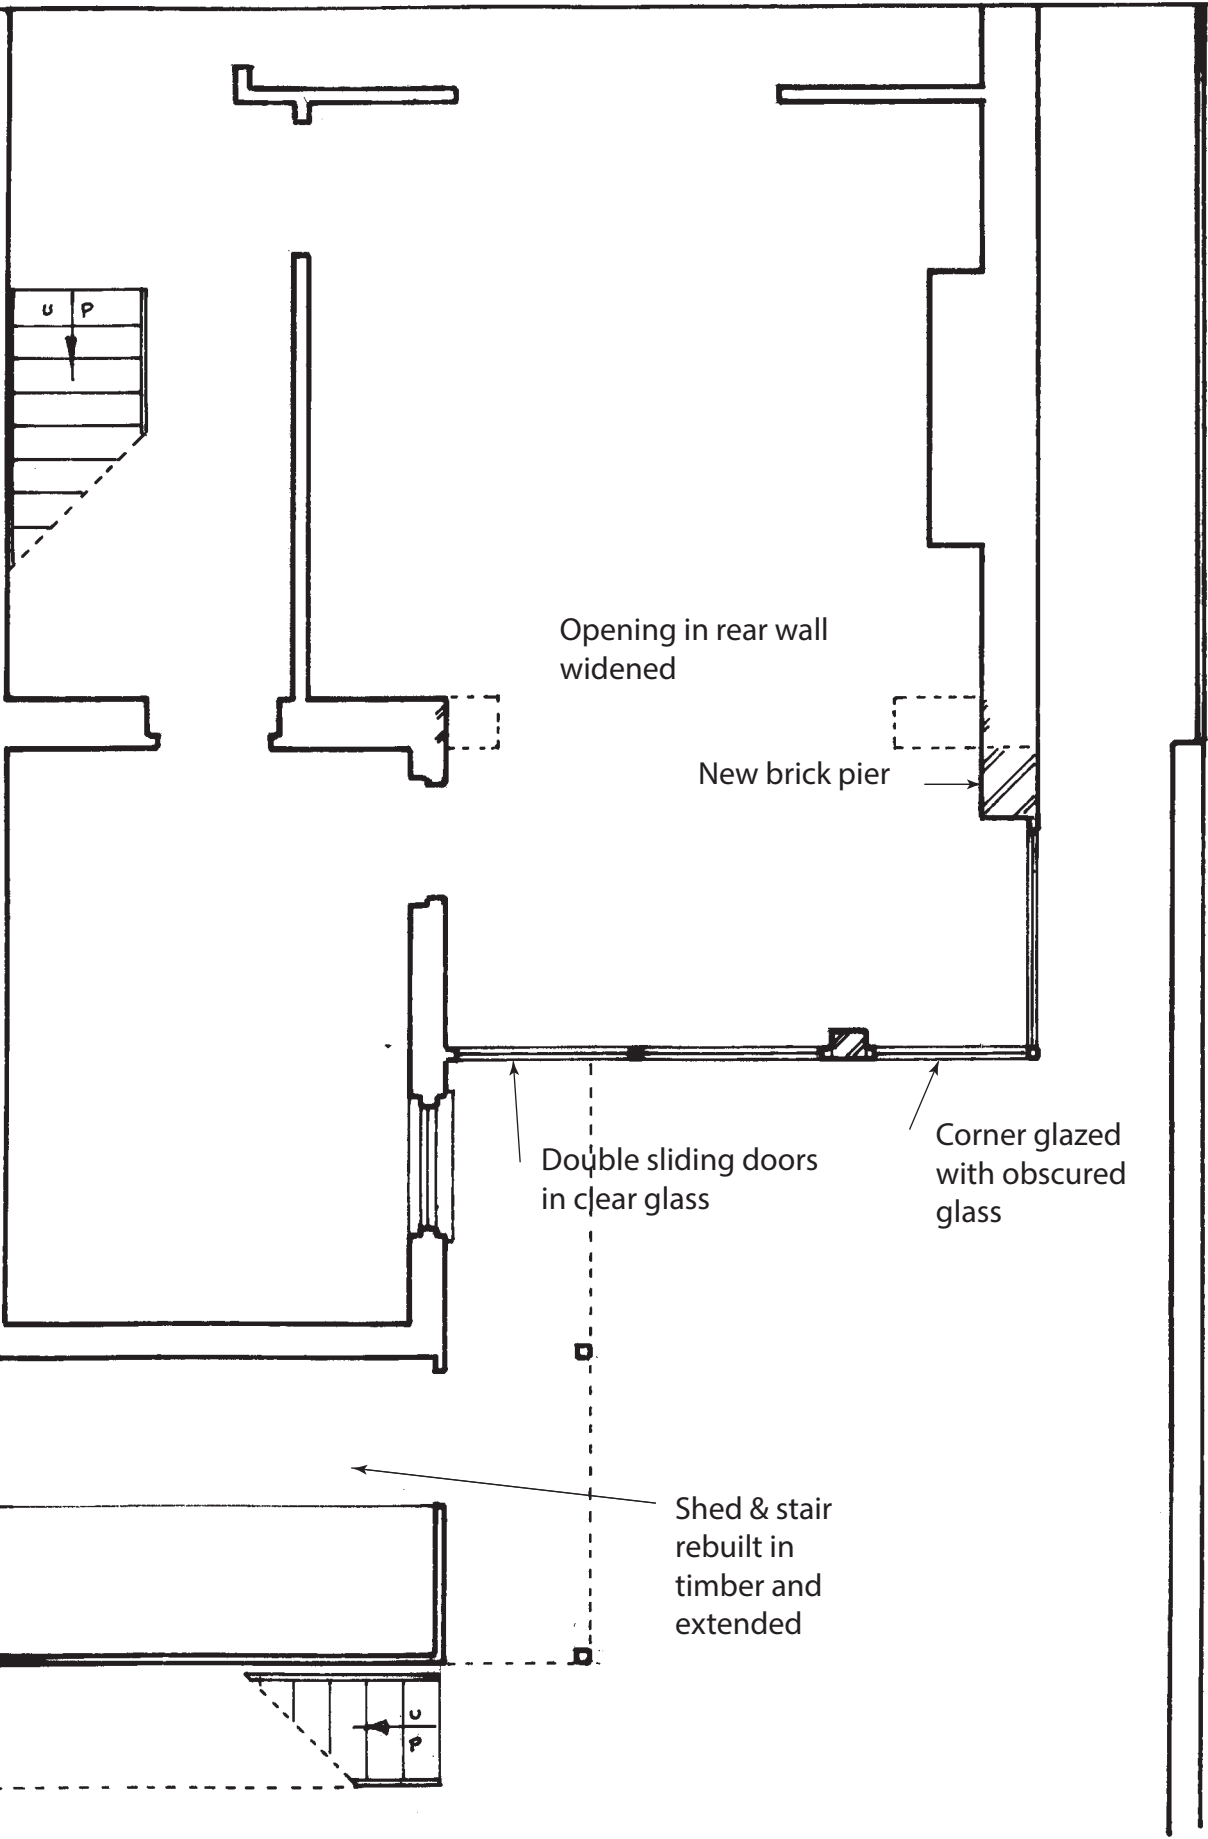 U P
Opening in rear wall
widened
New brick pier
Double sliding doors
in clear glass
Corner glazed
with obscured
glass
Shed & stair
rebuilt in
timber and
extended
U
P